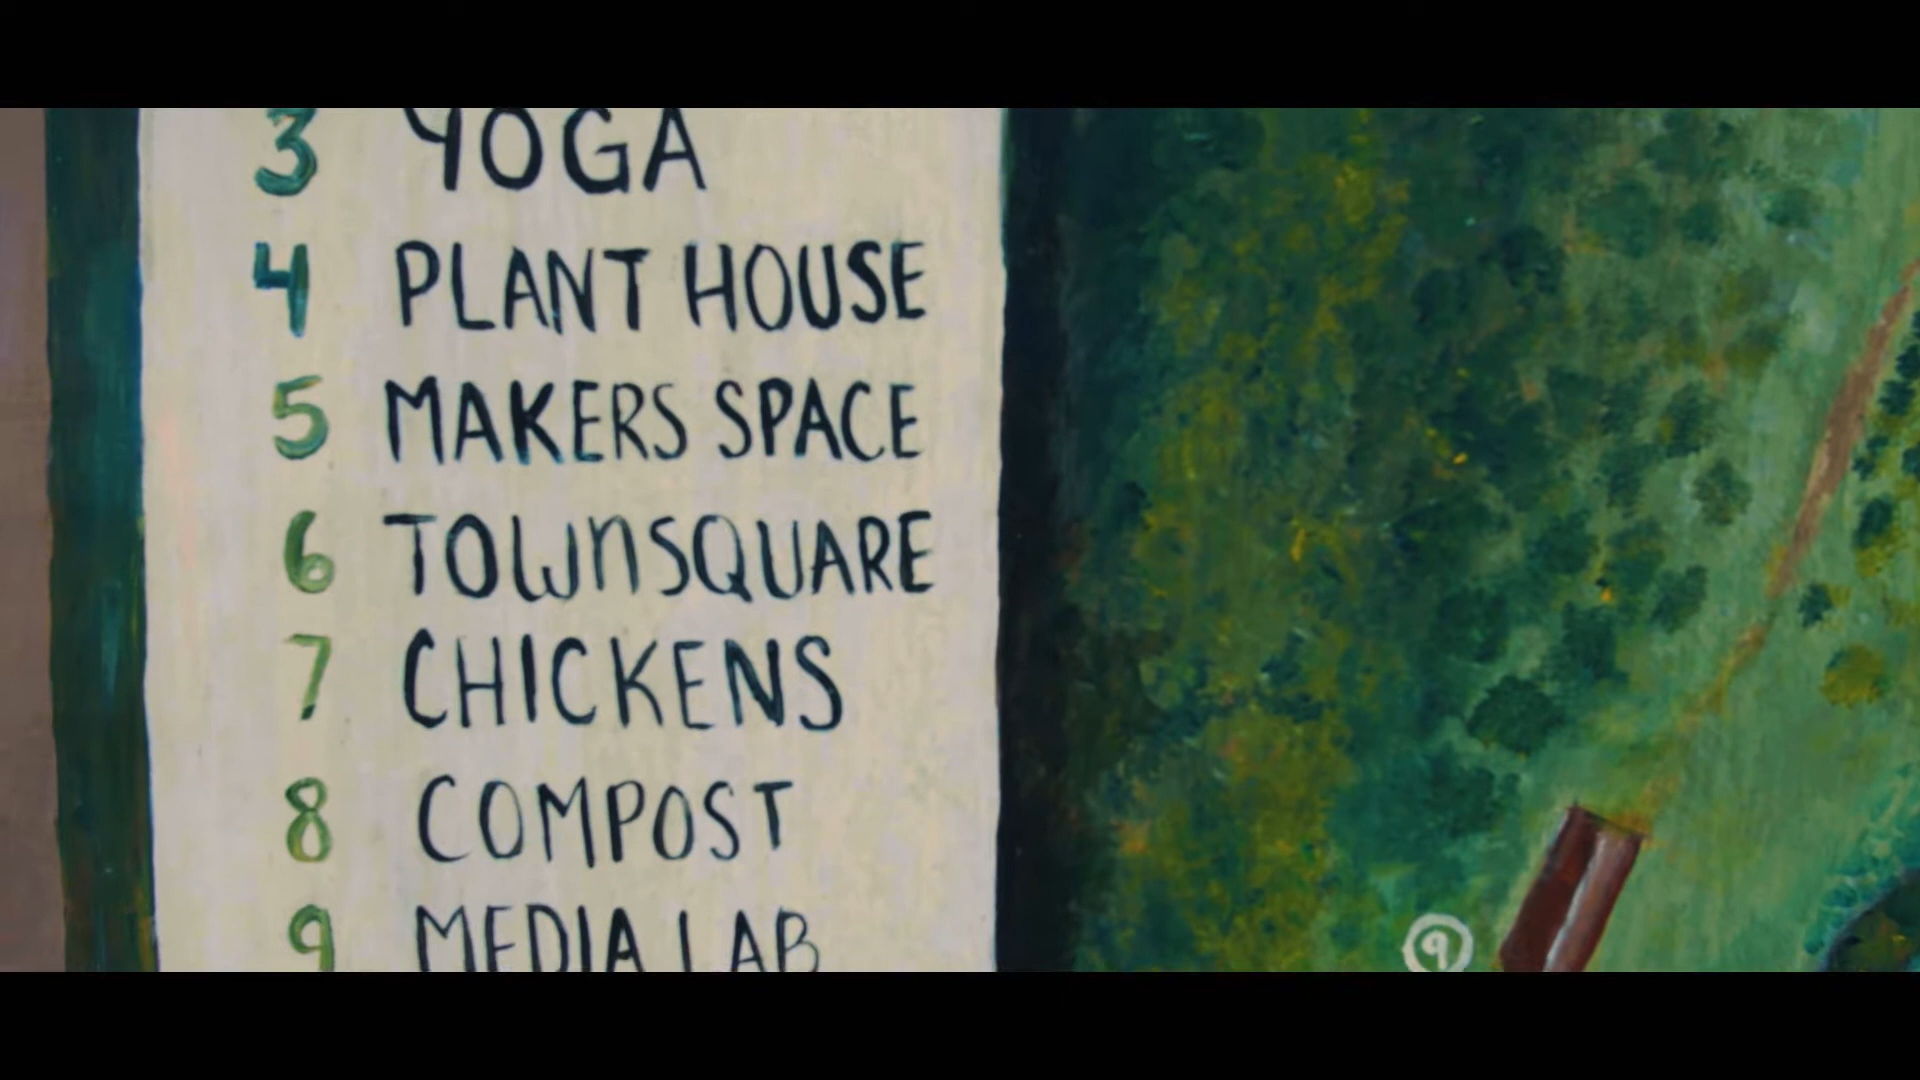 3 YOGA
4 PLANT HOUSE
5 MAKERS SPACE
6 TOWNSQUARE
7 CHICKENS
8 COMPOST
9 MEDIA LAB
9